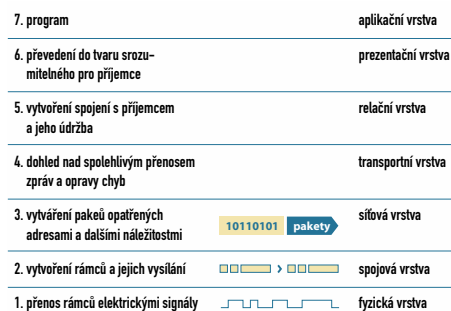 7. program aplikační vrstva
6. převedení do tvaru srozu- prezentační vrstva
mitelného pro příjemce
5. vytvoření spojení s příjemcem relační vrstva
a jeho údržba
4. dohled nad spolehlivým přenosem transportní vrstva
zpráv a opravy chyb
3. vytváření pakeů opatřených síťová vrstva
adresami a dalšími náležitostmi 10110101 pakety
2. vytvoření rámců a jejich vysílání spojová vrstva
1. přenos rámců elektrickými signály fyzická vrstva